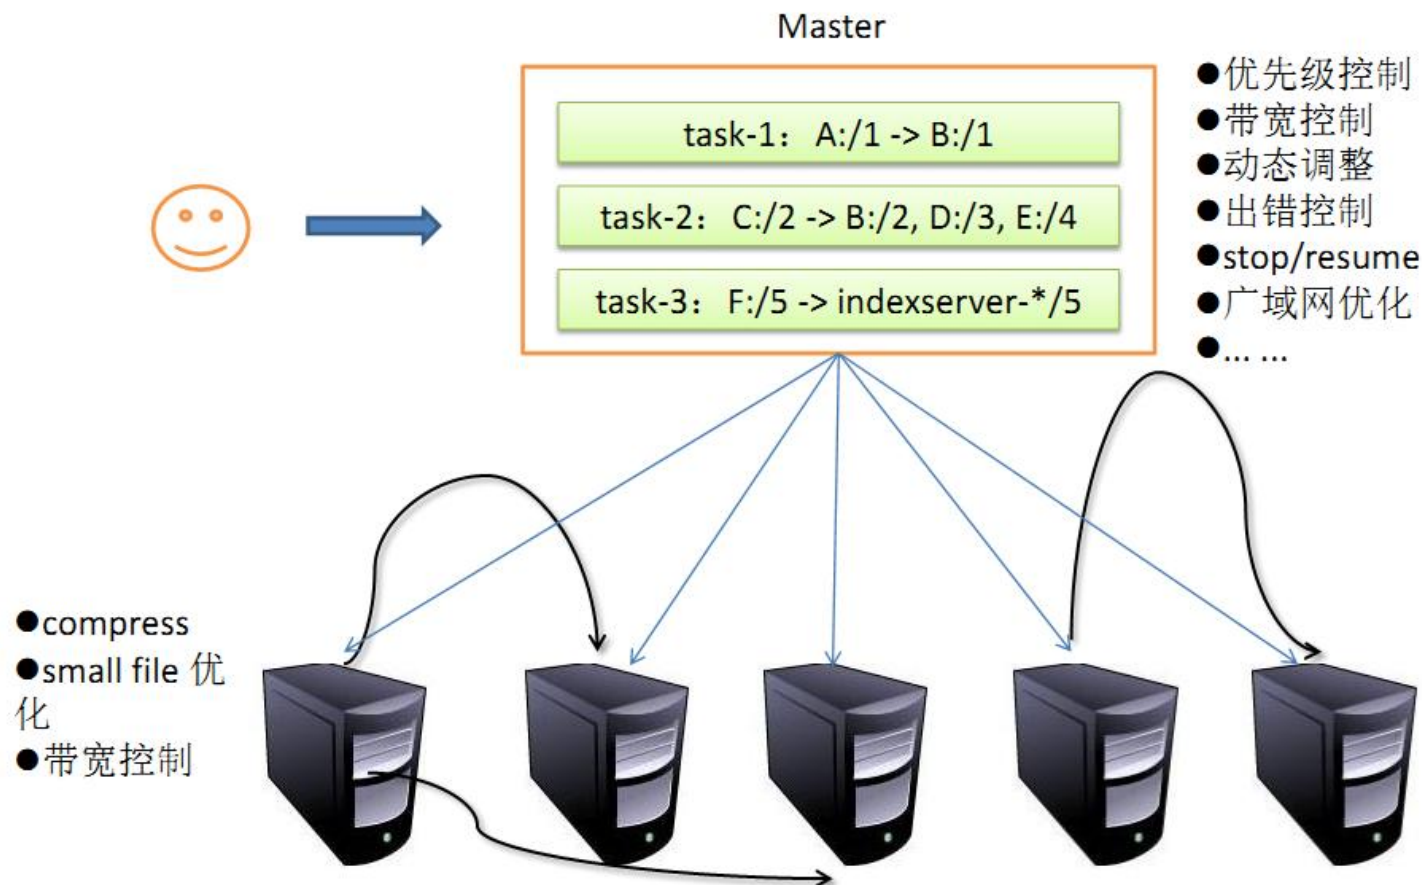 Master
task-1：A:/1 -> B:/1
task-2：C:/2 -> B:/2, D:/3, E:/4
task-3：F:/5 -> indexserver-*/5
●优先级控制
●带宽控制
●动态调整
●出错控制
●stop/resume
●广域网优化
●... ...
●compress
●small file 优
化
●带宽控制